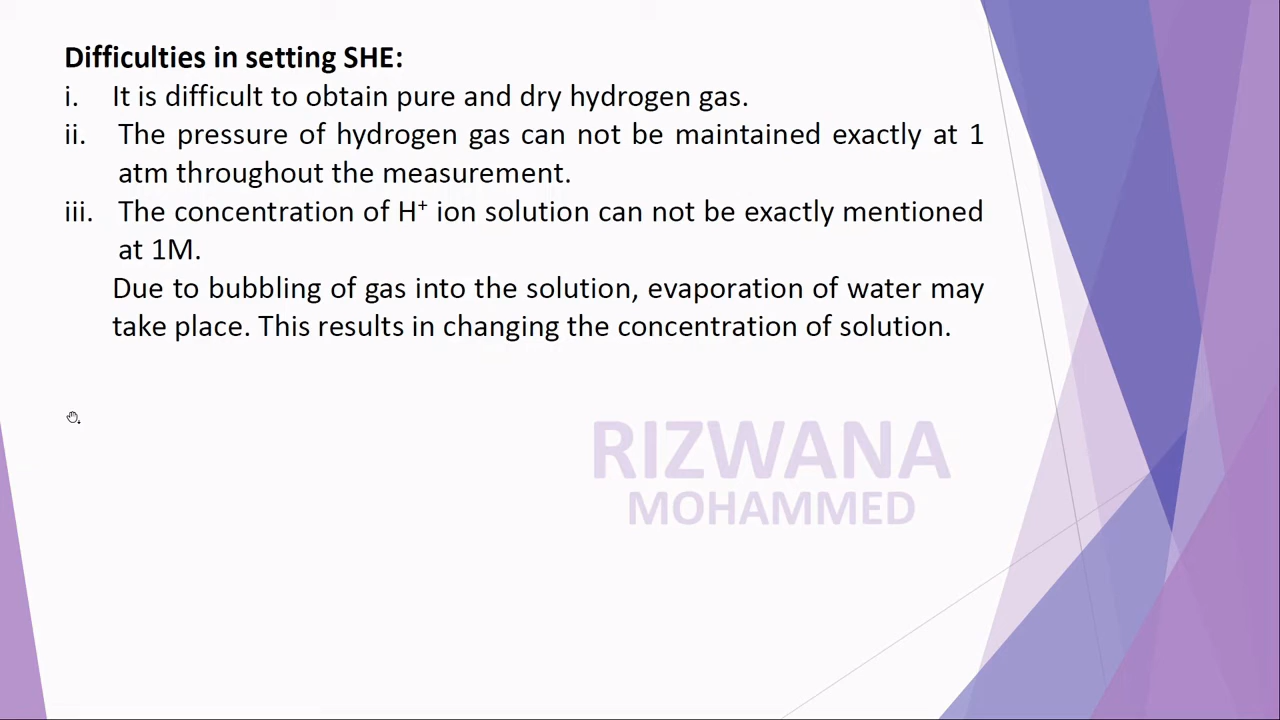 Difficulties in setting SHE:
i. It is difficult to obtain pure and dry hydrogen gas.
ii. The pressure of hydrogen gas can not be maintained exactly at 1
atm throughout the measurement.
iii. The concentration of H⁺ ion solution can not be exactly mentioned
at 1M.
Due to bubbling of gas into the solution, evaporation of water may
take place. This results in changing the concentration of solution.
RIZWANA
MOHAMMED